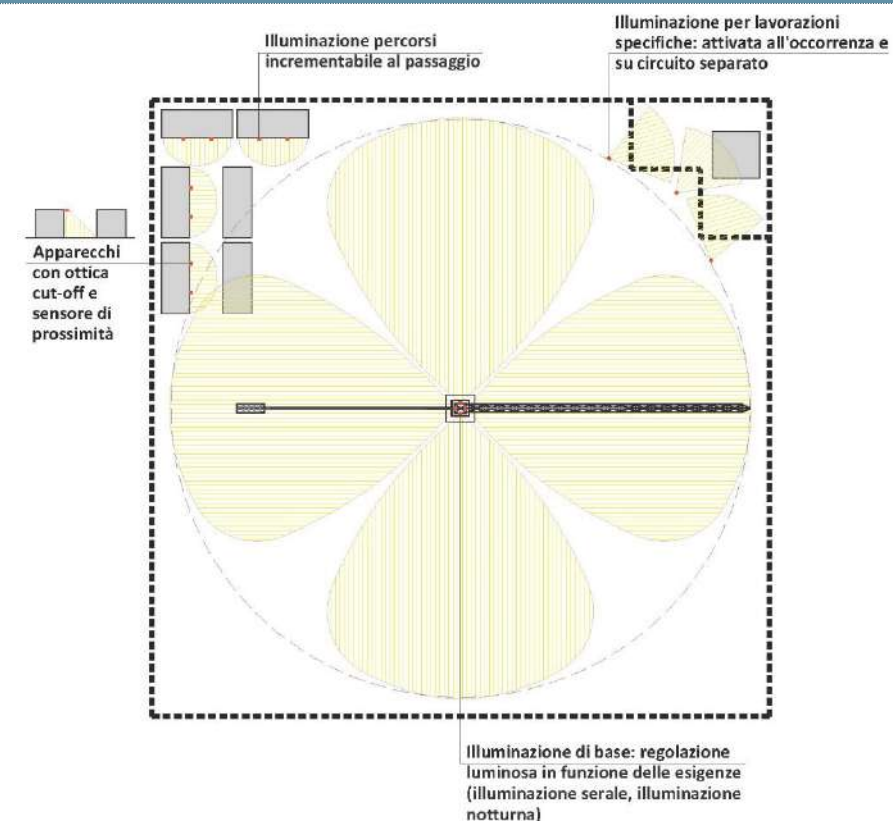 Illuminazione percorsi
incrementabile al passaggio
Illuminazione per lavorazioni
specifiche: attivata all'occorrenza e
su circuito separato
Apparecchi
con ottica
cut-off e
sensore di
prossimità
Illuminazione di base: regolazione
luminosa in funzione delle esigenze
(illuminazione serale, illuminazione
notturna)